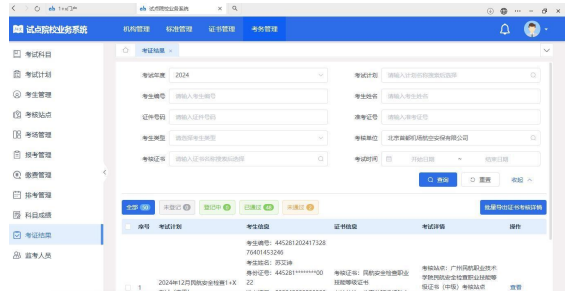 1+x
试点院校业务系统
试点院校业务系统
机构管理 标准管理 证书管理 考务管理
考试科目
考试计划
考生管理
考核站点
考场管理
报考管理
缴费管理
排考管理
科目成绩
考证结果
监考人员
考证结果
考试年度 2024
考试计划 请输入计划名称搜索后选择
考生编号 请输入考生编号
考生姓名 请输入考生姓名
证件号码 请输入证件号码
准考证号 请输入准考证号
考生类型 请选择考生类型
考核单位 北京首都机场航空安保有限公司
考核证书 请输入证书名称搜索后选择
考试时间 开始日期 - 结束日期
查询 重置 收起
全部 50 未登记 0 登记中 0 已通过 未通过
批量导出证书考核详情
序号 考试计划 考生信息 证书信息 考试详情 操作
考生编号：445281202417328
76401453246
考生姓名：苏艾诗
身份证号：445281********00
22
1
2024年12月民航安全检查1+X
考核证书：民航安全检查职业
技能等级证书
考核站点：广州民航职业技术
学院民航安全检查职业技能等
级证书（中级）考核站点
查看